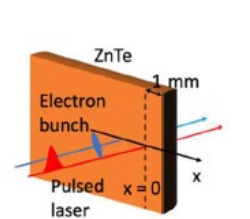 ZnTe
1 mm
Electron
bunch
x
Pulsed
laser
x = 0